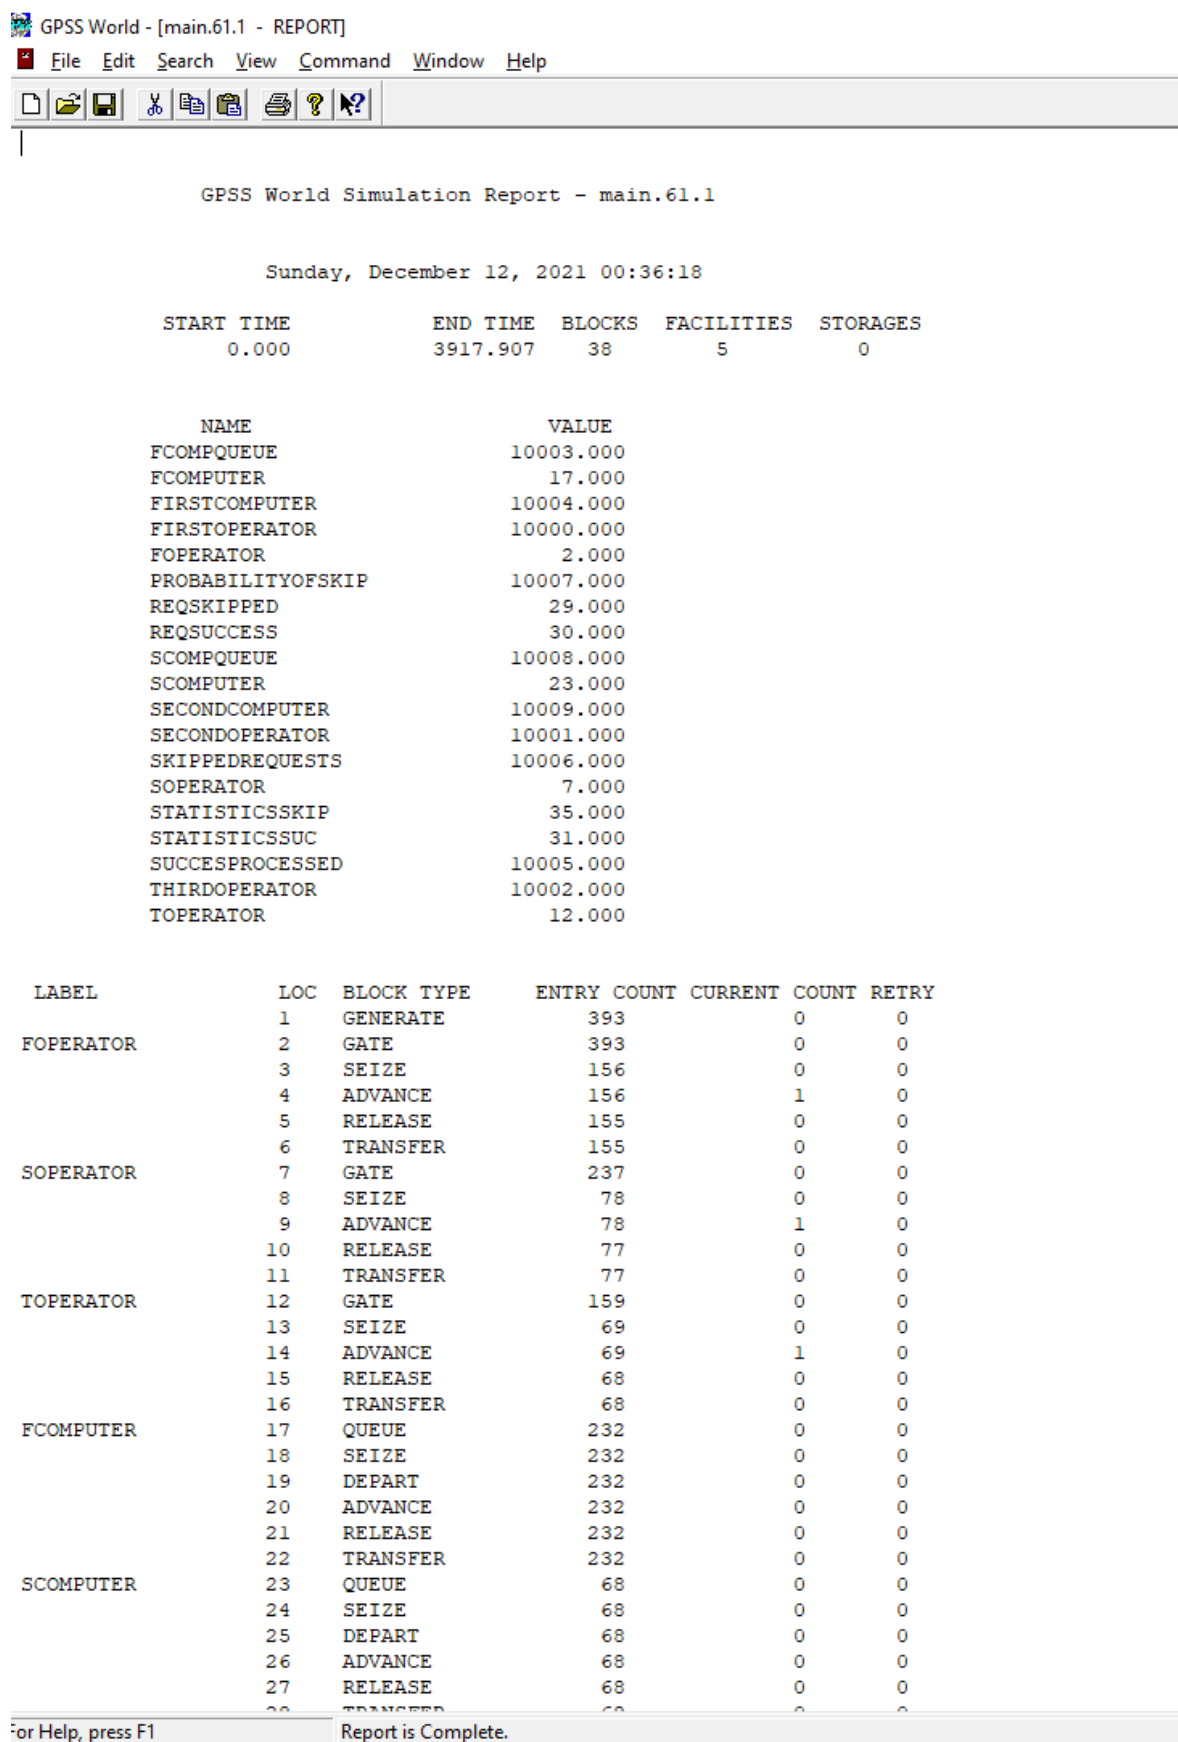 GPSS World - [main.61.1 - REPORT]
File Edit Search View Command Window Help
GPSS World Simulation Report - main.61.1
Sunday, December 12, 2021 00:36:18
START TIME END TIME BLOCKS FACILITIES STORAGES
0.000 3917.907 38 5 0
NAME VALUE
FCOMPQUEUE 10003.000
FCOMPUTER 17.000
FIRSTCOMPUTER 10004.000
FIRSTOPERATOR 10000.000
FOPERATOR 2.000
PROBABILITYOFSKIP 10007.000
REQSKIPPED 29.000
REQSUCCESS 30.000
SCOMPQUEUE 10008.000
SCOMPUTER 23.000
SECONDCOMPUTER 10009.000
SECONDOPERATOR 10001.000
SKIPPEDREQUESTS 10006.000
SOPERATOR 7.000
STATISTICSSKIP 35.000
STATISTICSSUC 31.000
SUCCESPROCESSED 10005.000
THIRDOPERATOR 10002.000
TOPERATOR 12.000
LABEL LOC BLOCK TYPE ENTRY COUNT CURRENT COUNT RETRY
1 GENERATE 393 0 0
FOPERATOR 2 GATE 393 0 0
3 SEIZE 156 0 0
4 ADVANCE 156 1 0
5 RELEASE 155 0 0
6 TRANSFER 155 0 0
SOPERATOR 7 GATE 237 0 0
8 SEIZE 78 0 0
9 ADVANCE 78 1 0
10 RELEASE 77 0 0
11 TRANSFER 77 0 0
TOPERATOR 12 GATE 159 0 0
13 SEIZE 69 0 0
14 ADVANCE 69 1 0
15 RELEASE 68 0 0
16 TRANSFER 68 0 0
FCOMPUTER 17 QUEUE 232 0 0
18 SEIZE 232 0 0
19 DEPART 232 0 0
20 ADVANCE 232 0 0
21 RELEASE 232 0 0
22 TRANSFER 232 0 0
SCOMPUTER 23 QUEUE 68 0 0
24 SEIZE 68 0 0
25 DEPART 68 0 0
26 ADVANCE 68 0 0
27 RELEASE 68 0 0
For Help, press F1 Report is Complete.